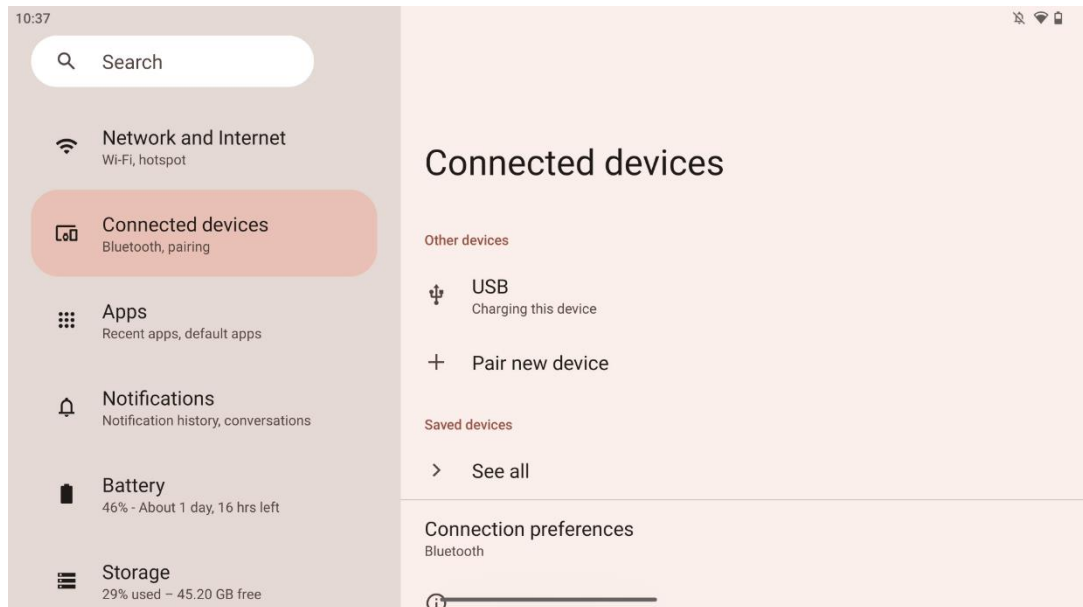 10:37
Search
Network and Internet
Wi-Fi, hotspot
Connected devices
Bluetooth, pairing
Apps
Recent apps, default apps
Notifications
Notification history, conversations
Battery
46% - About 1 day, 16 hrs left
Storage
29% used – 45.20 GB free
Connected devices
Other devices
USB
Charging this device
Pair new device
Saved devices
See all
Connection preferences
Bluetooth